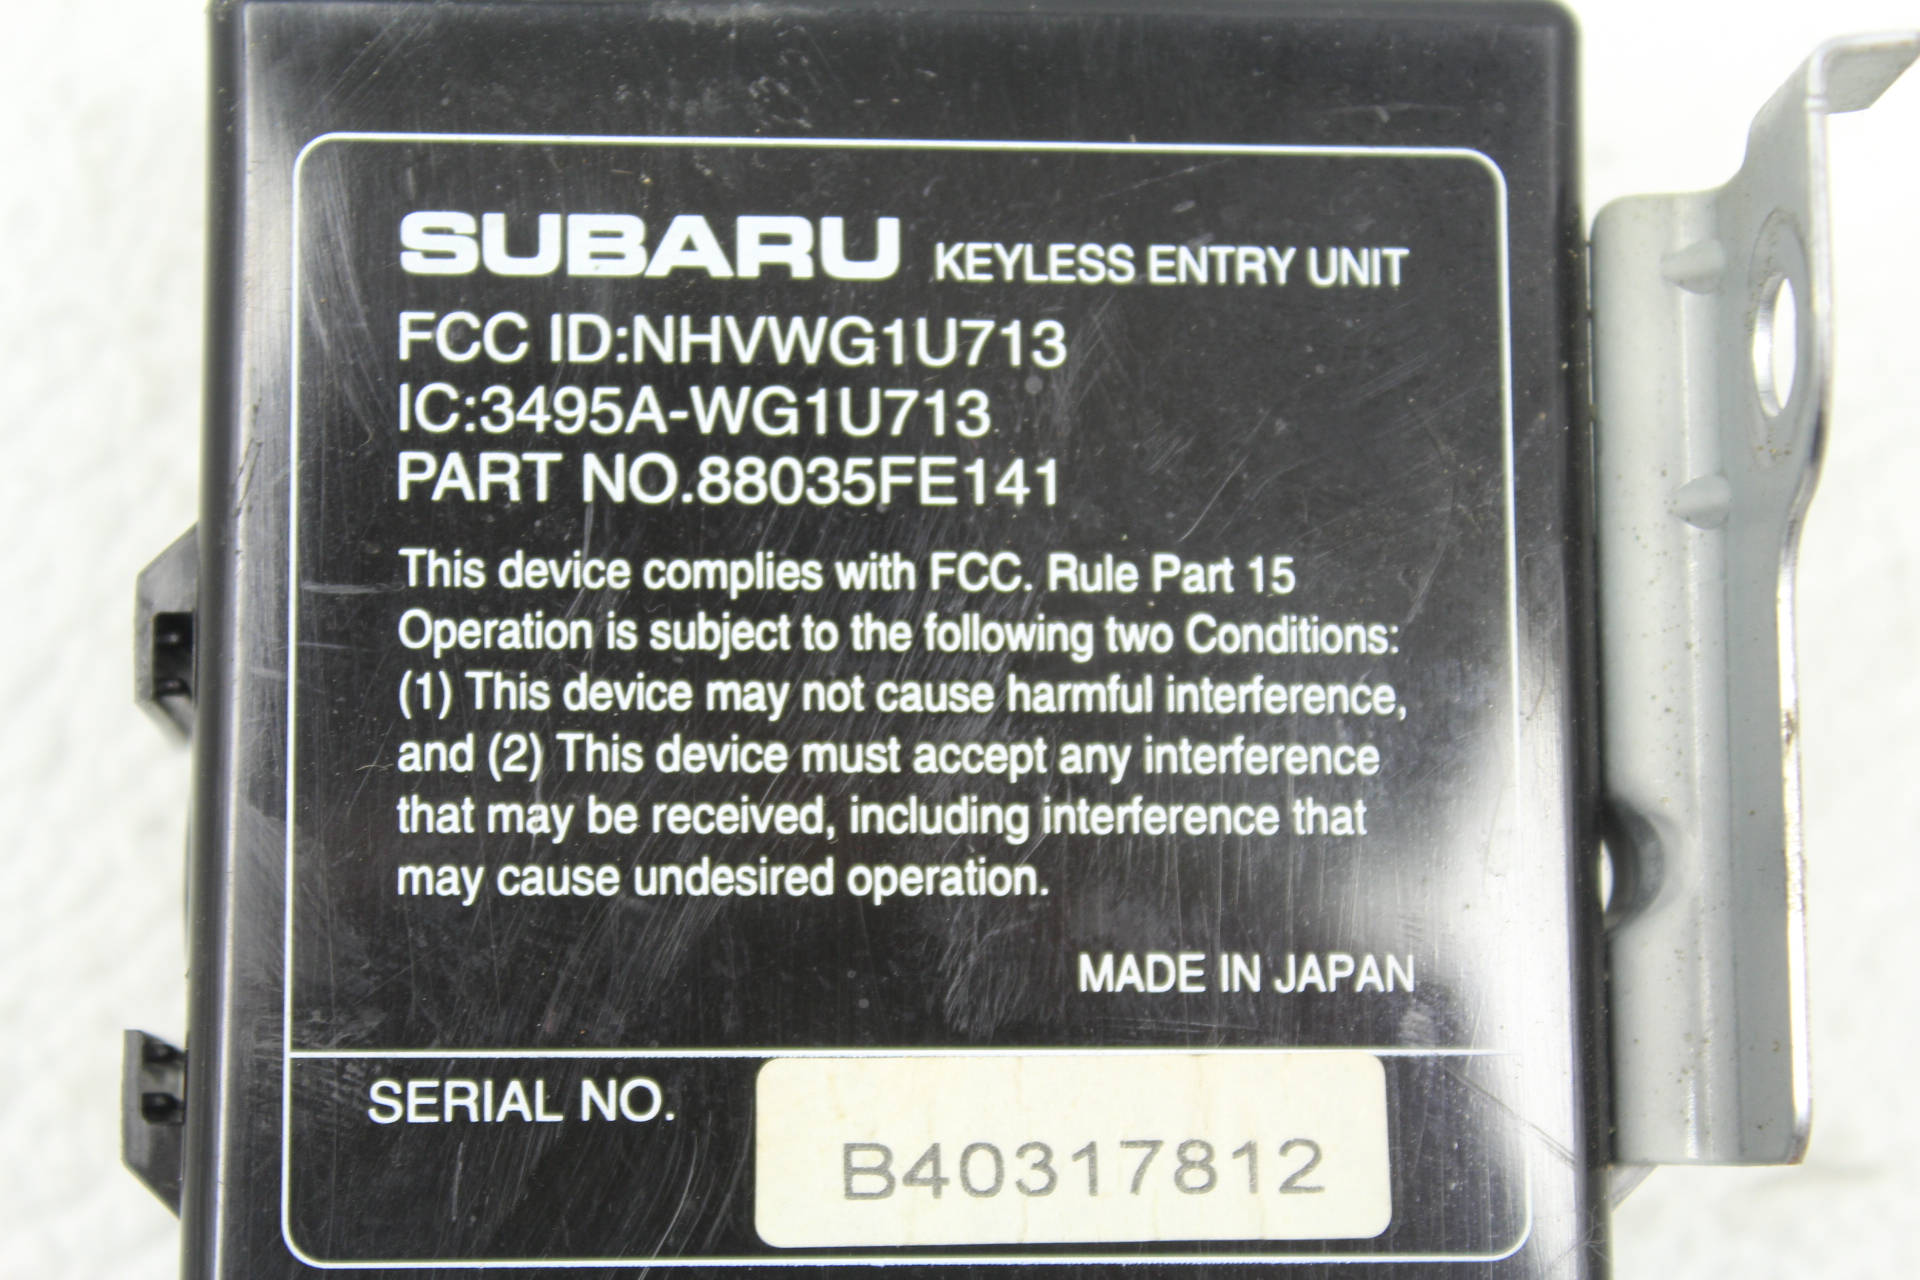 SUBARU KEYLESS ENTRY UNIT
FCC ID:NHVWG1U713
IC:3495A-WG1U713
PART NO.88035FE141
This device complies with FCC. Rule Part 15
Operation is subject to the following two Conditions:
(1) This device may not cause harmful interference,
and (2) This device must accept any interference
that may be received, including interference that
may cause undesired operation.
MADE IN JAPAN
SERIAL NO.
B40317812